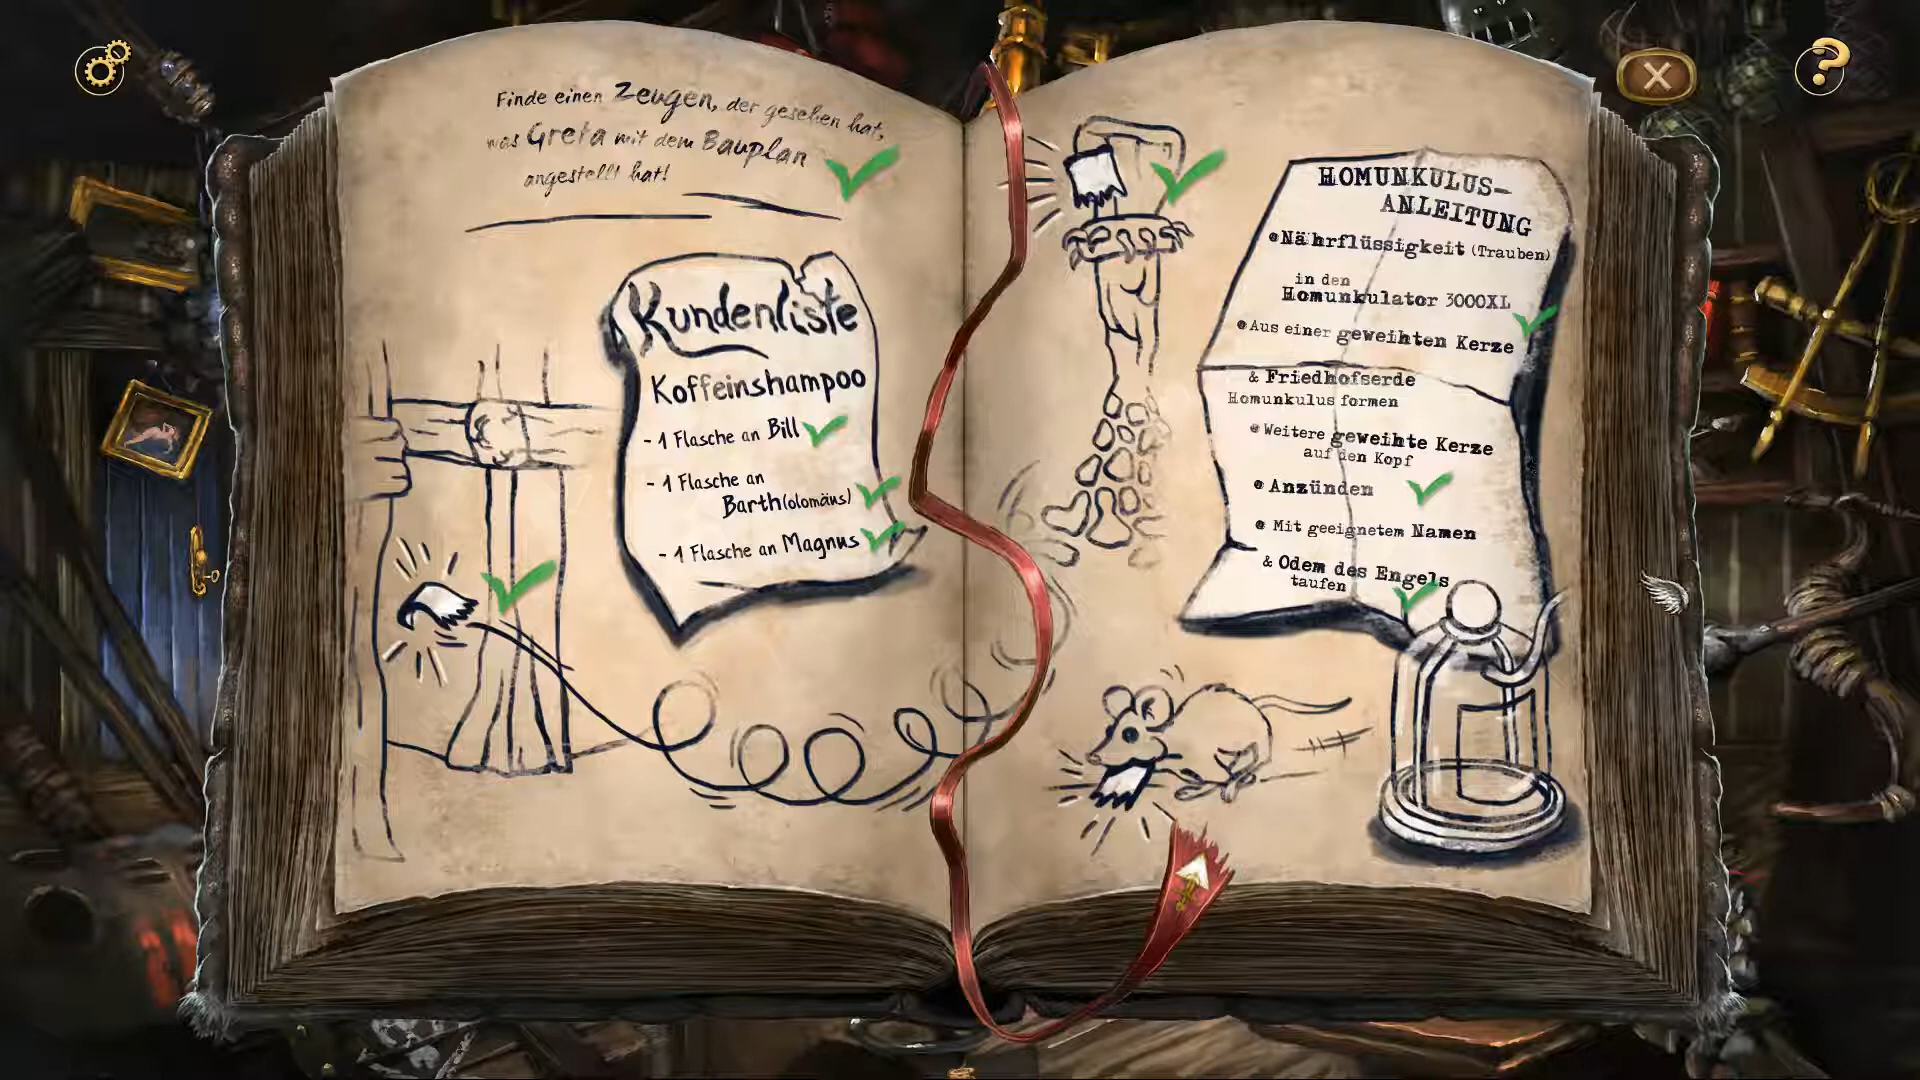 Finde einen Zeugen, der gesehen hat,
was Greta mit dem Bauplan
angestellt hat!
Kundenliste
Koffeinshampoo
- 1 Flasche an Bill
- 1 Flasche an
Barth(olomäus)
- 1 Flasche an Magnus
HOMUNKULUS-
ANLEITUNG
Nährflüssigkeit (Trauben)
in den
Homunkulator 3000XL
Aus einer geweihten Kerze
& Friedhofserde
Homunkulus formen
Weitere geweihte Kerze
auf den Kopf
Anzünden
Mit geeignetem Namen
& Odem des Engels
taufen